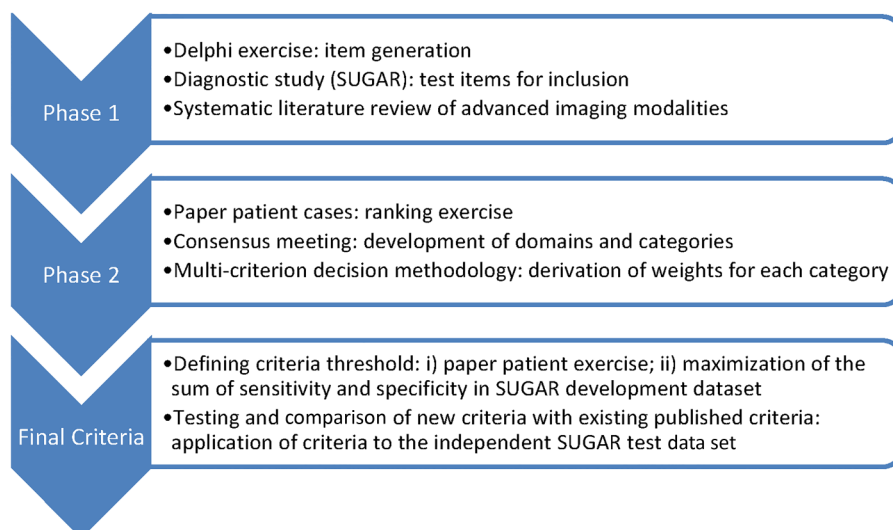 Phase 1
•Delphi exercise: item generation
•Diagnostic study (SUGAR): test items for inclusion
•Systematic literature review of advanced imaging modalities
Phase 2
•Paper patient cases: ranking exercise
•Consensus meeting: development of domains and categories
•Multi-criterion decision methodology: derivation of weights for each category
Final Criteria
•Defining criteria threshold: i) paper patient exercise; ii) maximization of the
sum of sensitivity and specificity in SUGAR development dataset
•Testing and comparison of new criteria with existing published criteria:
application of criteria to the independent SUGAR test data set